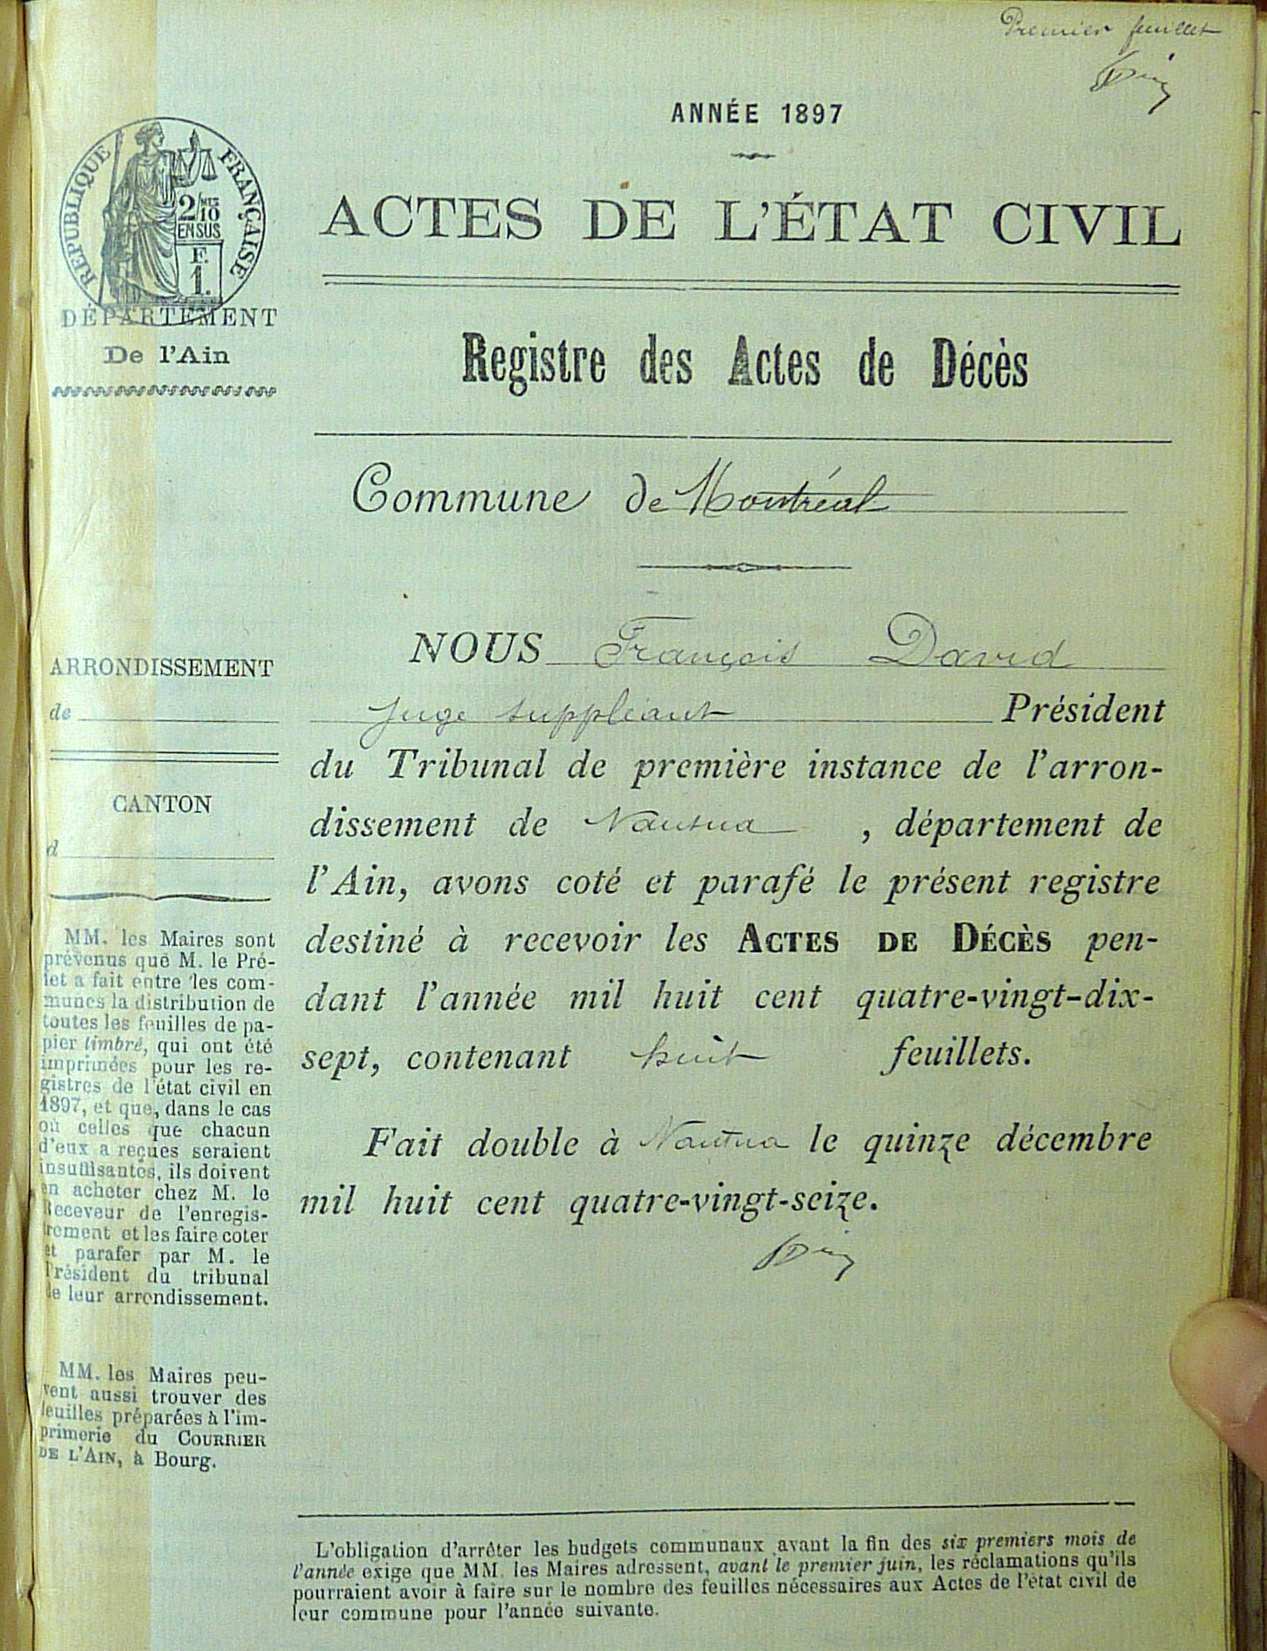 Premier feuillet
ANNÉE 1897
RÉPUBLIQUE FRANÇAISE
2/10
EN SUS
F.
1.
ACTES DE L'ÉTAT CIVIL
DÉPARTEMENT
De l'Ain
Registre des Actes de Décès
Commune de Montréal
NOUS François David
Juge suppléant Président
du Tribunal de première instance de l'arron-
dissement de Nantua, département de
l'Ain, avons coté et parafé le présent registre
destiné à recevoir les ACTES DE DÉCÈS pen-
dant l'année mil huit cent quatre-vingt-dix-
sept, contenant huit feuillets.
Fait double à Nantua le quinze décembre
mil huit cent quatre-vingt-seize.
ARRONDISSEMENT
de
CANTON
d
MM. les Maires sont
prévenus que M. le Pré-
fet a fait entre les com-
munes la distribution de
toutes les feuilles de pa-
pier timbré, qui ont été
imprimées pour les re-
gistres de l'état civil en
1897, et que, dans le cas
où celles que chacun
d'eux a reçues seraient
insuffisantes, ils doivent
en acheter chez M. le
Receveur de l'enregis-
trement et les faire coter
et parafer par M. le
Président du tribunal
de leur arrondissement.
MM. les Maires peu-
vent aussi trouver des
feuilles préparées à l'im-
primerie du COURRIER
DE L'AIN, à Bourg.
L'obligation d'arrêter les budgets communaux avant la fin des six premiers mois de
l'année exige que MM. les Maires adressent, avant le premier juin, les réclamations qu'ils
pourraient avoir à faire sur le nombre des feuilles nécessaires aux Actes de l'état civil de
leur commune pour l'année suivante.